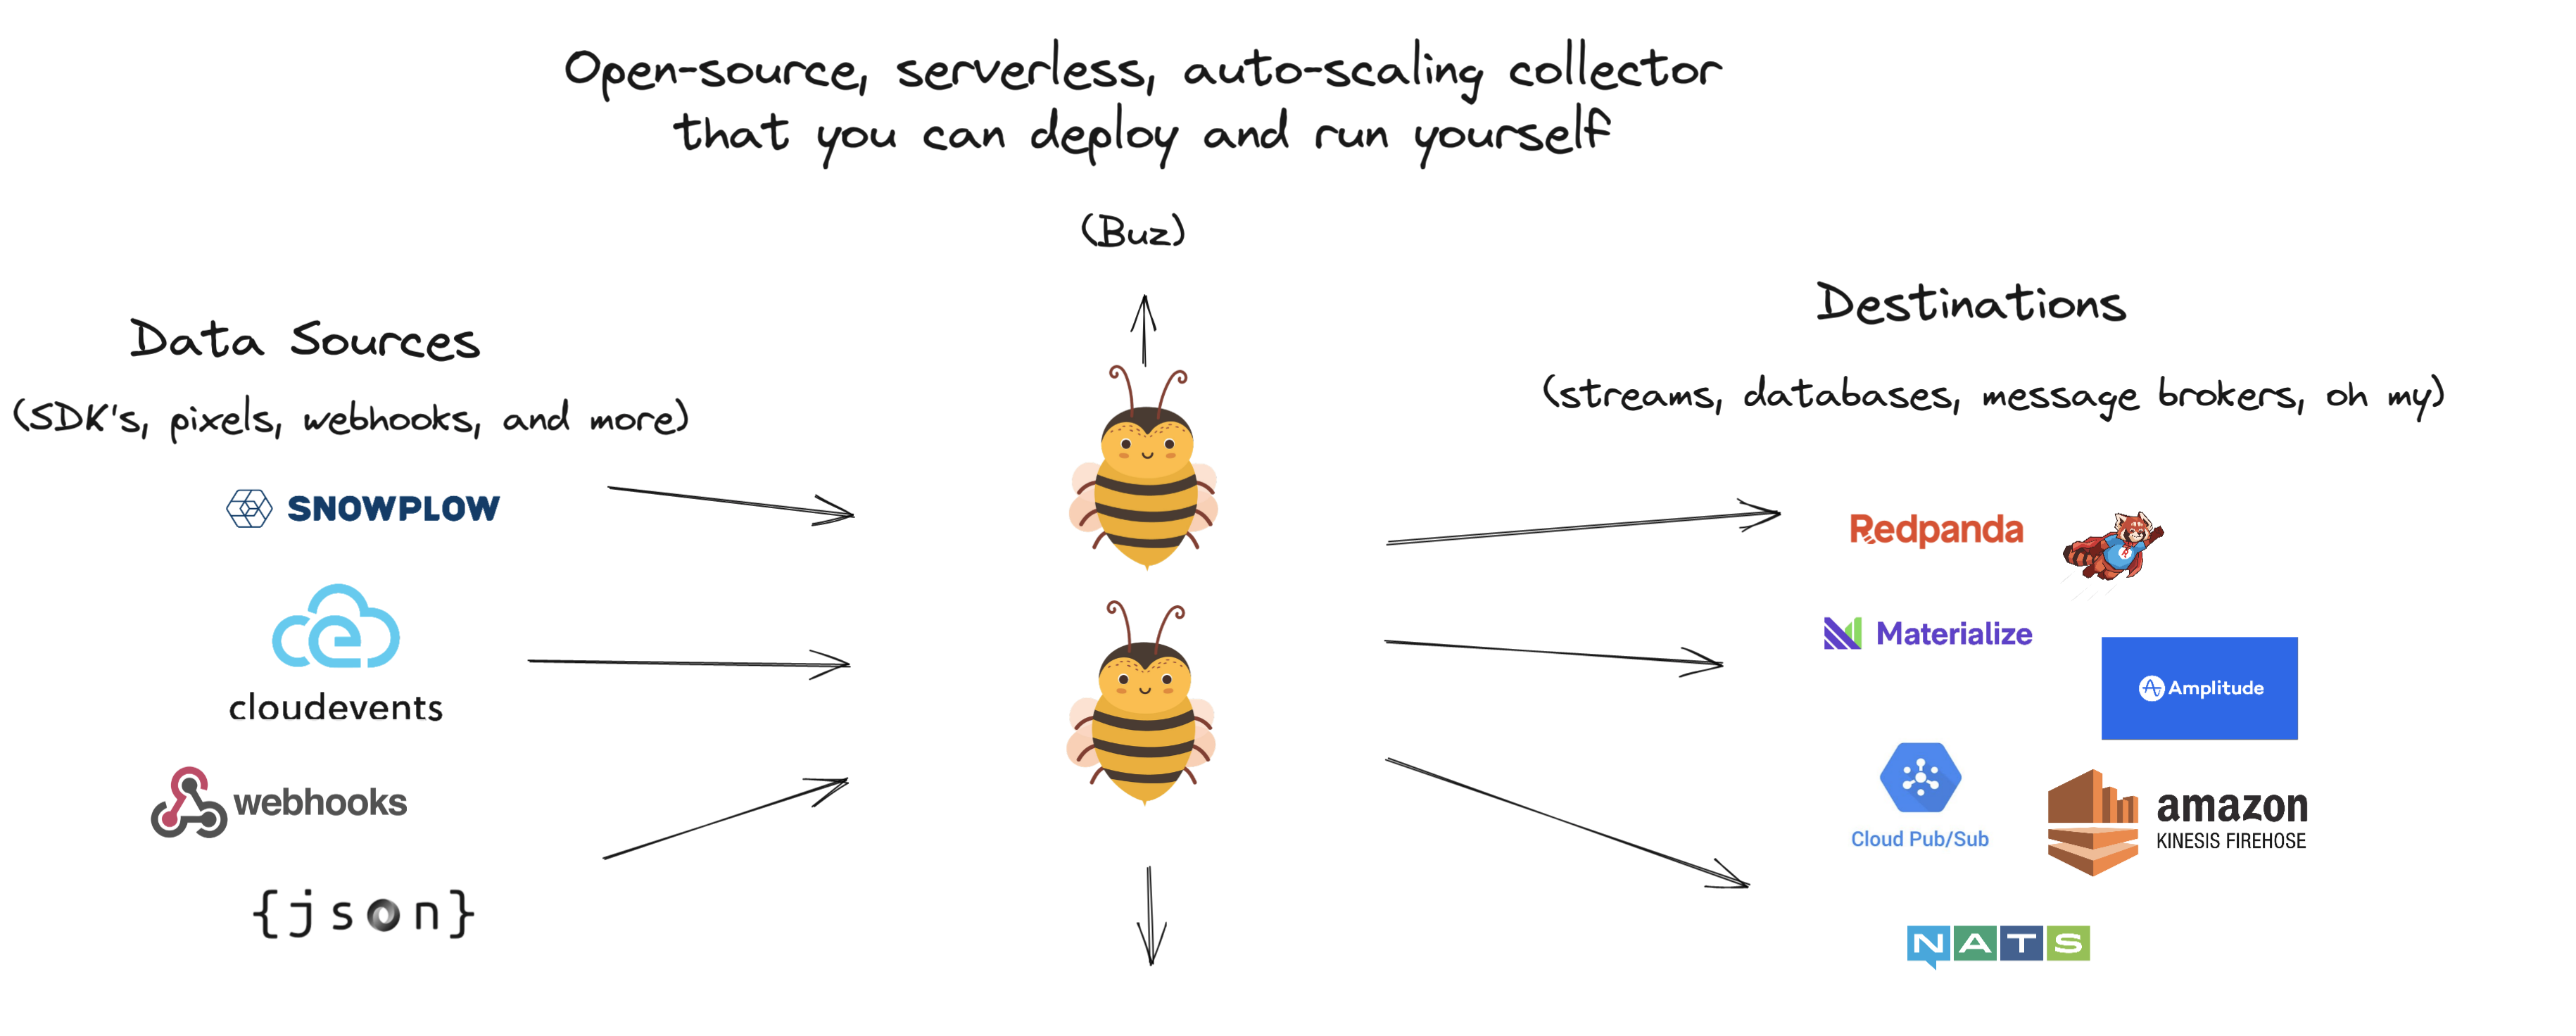 Open-source, serverless, auto-scaling collector
that you can deploy and run yourself
(Buz)
Data Sources
(SDK's, pixels, webhooks, and more)
SNOWPLOW
cloudevents
webhooks
{json}
Destinations
(streams, databases, message brokers, oh my)
Redpanda
Materialize
Amplitude
Cloud Pub/Sub
amazon
KINESIS FIREHOSE
NATS